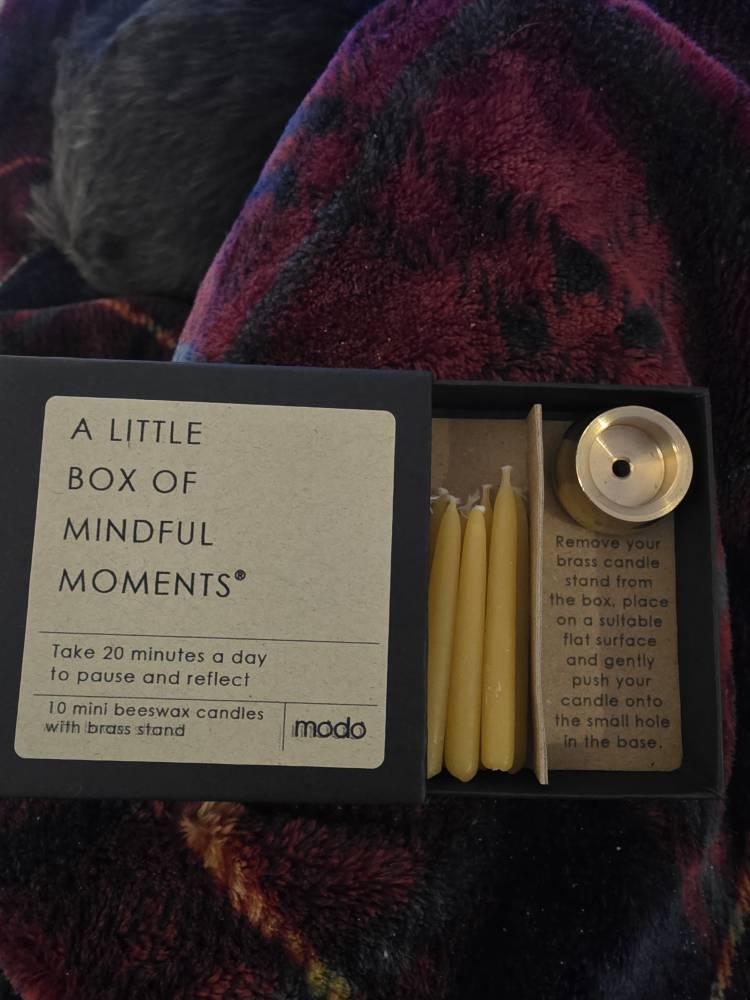 A LITTLE
BOX OF
MINDFUL
MOMENTS®
Take 20 minutes a day
to pause and reflect
10 mini beeswax candles
with brass stand
modo
Remove your
brass candle
stand from
the box, place
on a suitable
flat surface
and gently
push your
candle onto
the small hole
in the base.